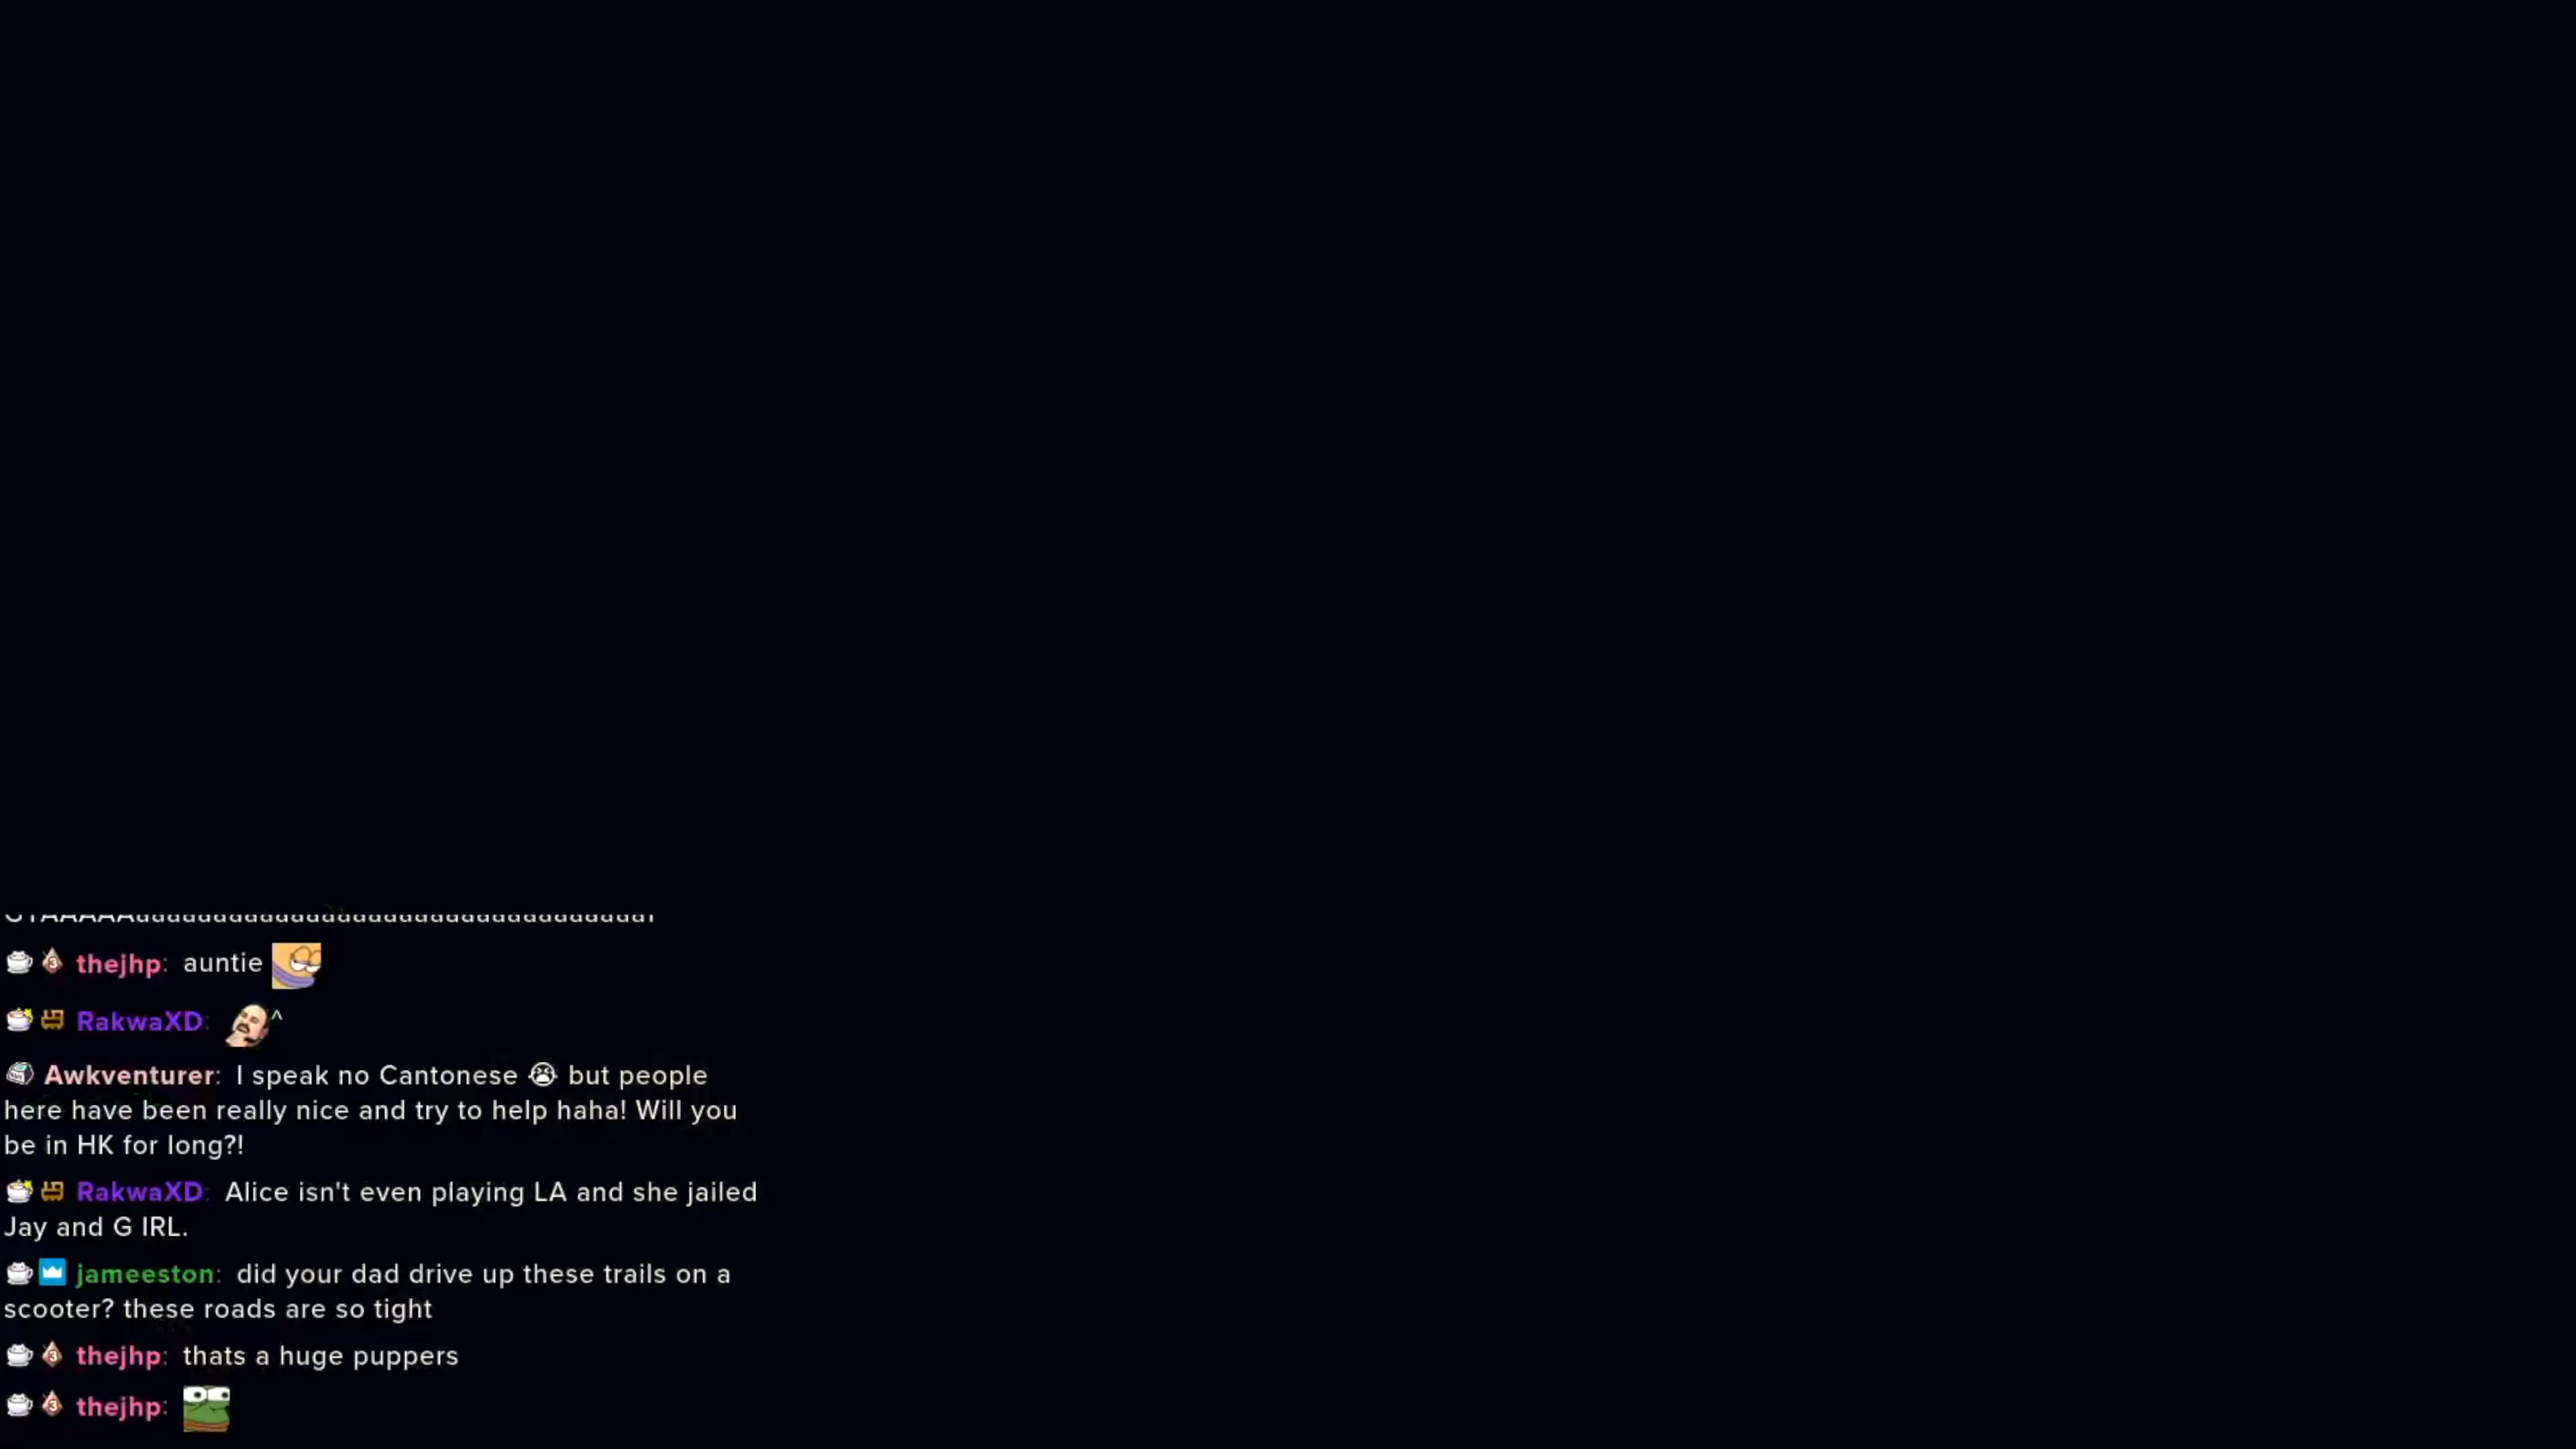 thejhp: auntie
RakwaXD: ^
Awkventurer: I speak no Cantonese 😭 but people
here have been really nice and try to help haha! Will you
be in HK for long?!
RakwaXD: Alice isn't even playing LA and she jailed
Jay and G IRL.
jameeston: did your dad drive up these trails on a
scooter? these roads are so tight
thejhp: thats a huge puppers
thejhp: